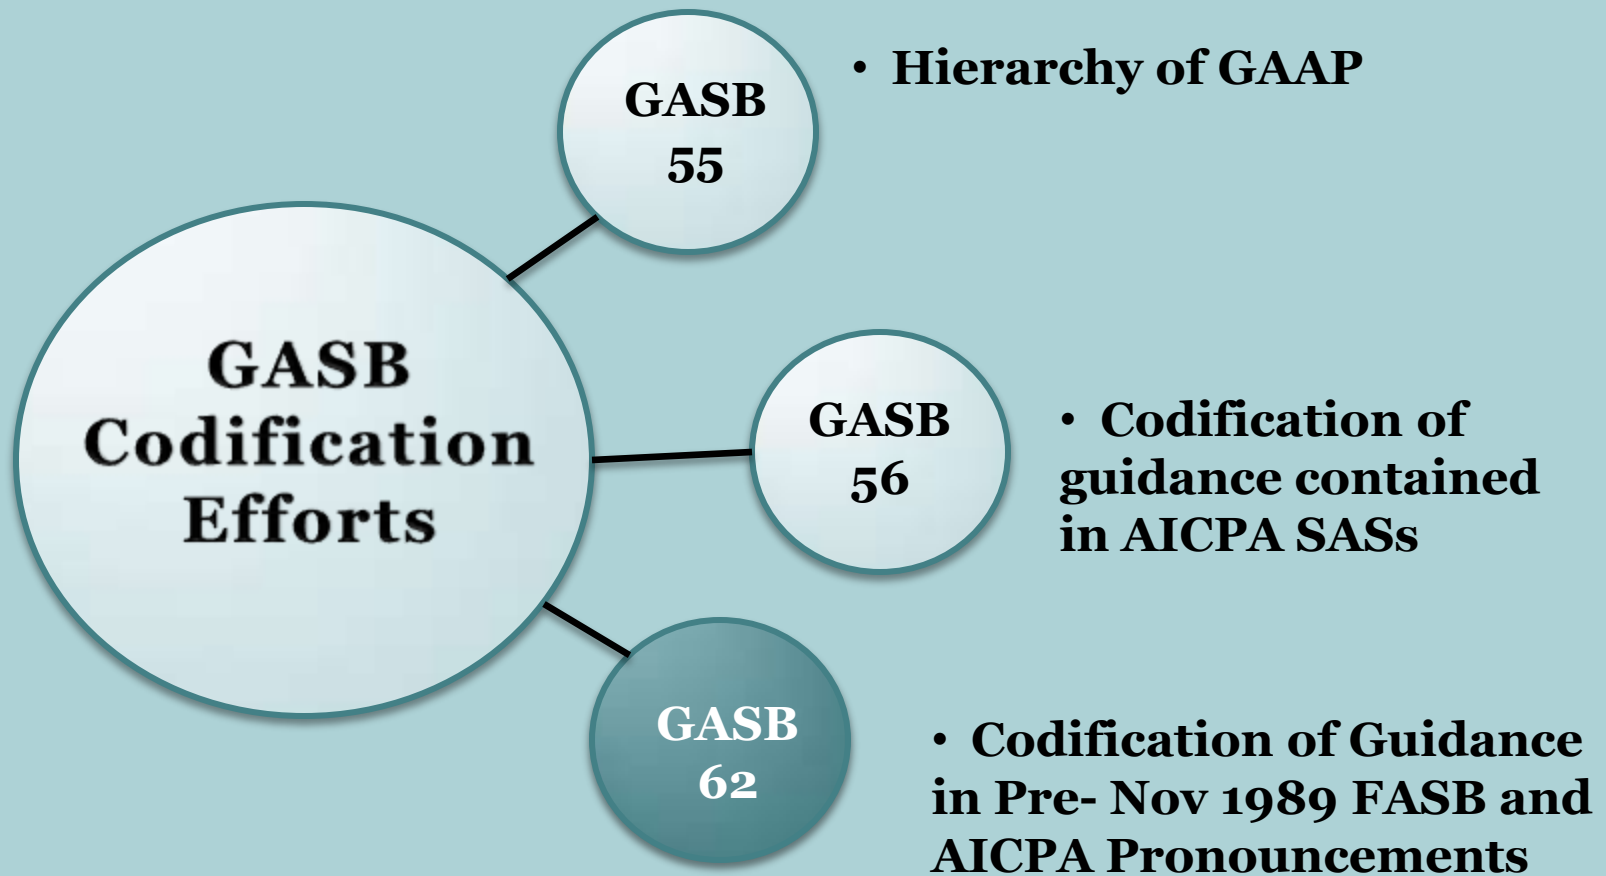 GASB
55
• Hierarchy of GAAP
GASB
Codification
Efforts
GASB
56
• Codification of
guidance contained
in AICPA SASs
GASB
62
• Codification of Guidance
in Pre- Nov 1989 FASB and
AICPA Pronouncements